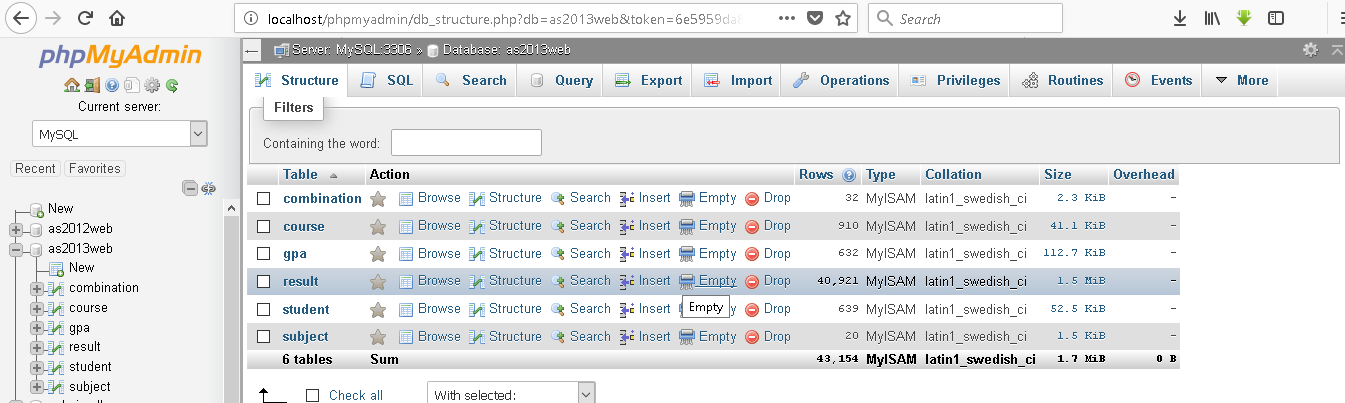 localhost/phpmyadmin/db_structure.php?db=as2013web&token=6e5959da
Search
phpMyAdmin
Current server:
MySQL
Recent Favorites
New
as2012web
as2013web
New
combination
course
gpa
result
student
subject
Server: MySQL:3306 » Database: as2013web
Structure SQL Search Query Export Import Operations Privileges Routines Events More
Filters
Containing the word:
Table Action Rows Type Collation Size Overhead
combination Browse Structure Search Insert Empty Drop 32 MyISAM latin1_swedish_ci 2.3 KiB -
course Browse Structure Search Insert Empty Drop 910 MyISAM latin1_swedish_ci 41.1 KiB -
gpa Browse Structure Search Insert Empty Drop 632 MyISAM latin1_swedish_ci 112.7 KiB -
result Browse Structure Search Insert Empty Drop 40,921 MyISAM latin1_swedish_ci 1.5 MiB -
student Browse Structure Search Insert Empty Drop 639 MyISAM latin1_swedish_ci 52.5 KiB -
Empty
subject Browse Structure Search Insert Empty Drop 20 MyISAM latin1_swedish_ci 1.5 KiB -
6 tables Sum 43,154 MyISAM latin1_swedish_ci 1.7 MiB 0 B
Check all With selected: